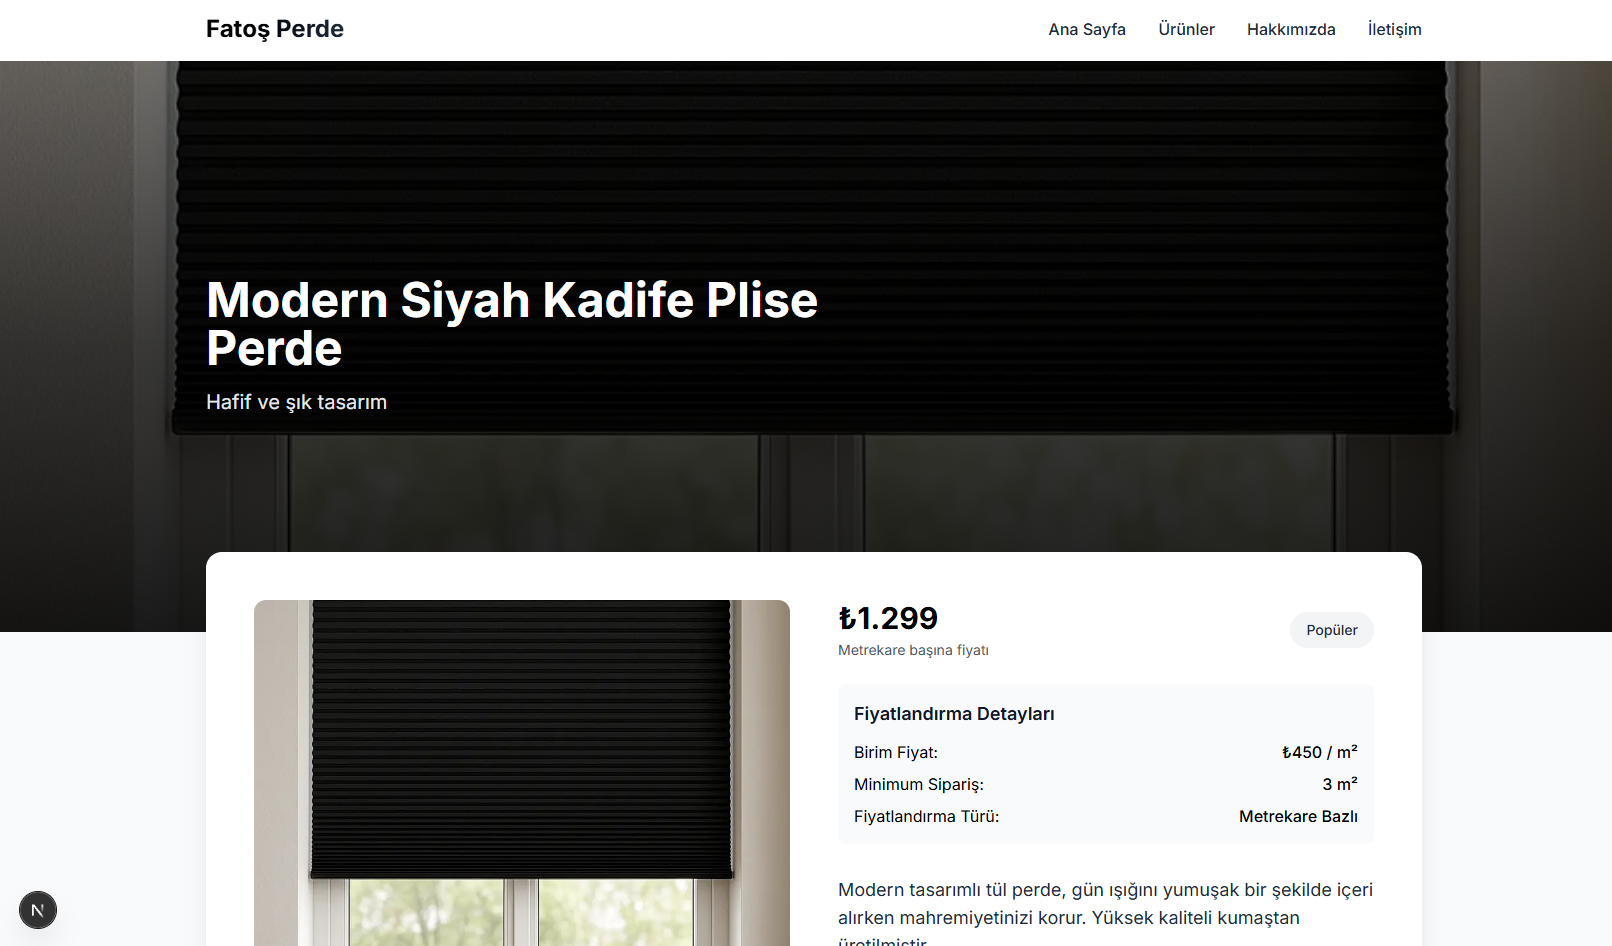 Fatoş Perde
Ana Sayfa Ürünler Hakkımızda İletişim
Modern Siyah Kadife Plise
Perde
Hafif ve şık tasarım
₺1.299
Popüler
Metrekare başına fiyatı
Fiyatlandırma Detayları
Birim Fiyat: ₺450 / m²
Minimum Sipariş: 3 m²
Fiyatlandırma Türü: Metrekare Bazlı
Modern tasarımlı tül perde, gün ışığını yumuşak bir şekilde içeri
alırken mahremiyetinizi korur. Yüksek kaliteli kumaştan
üretilmiştir.
N